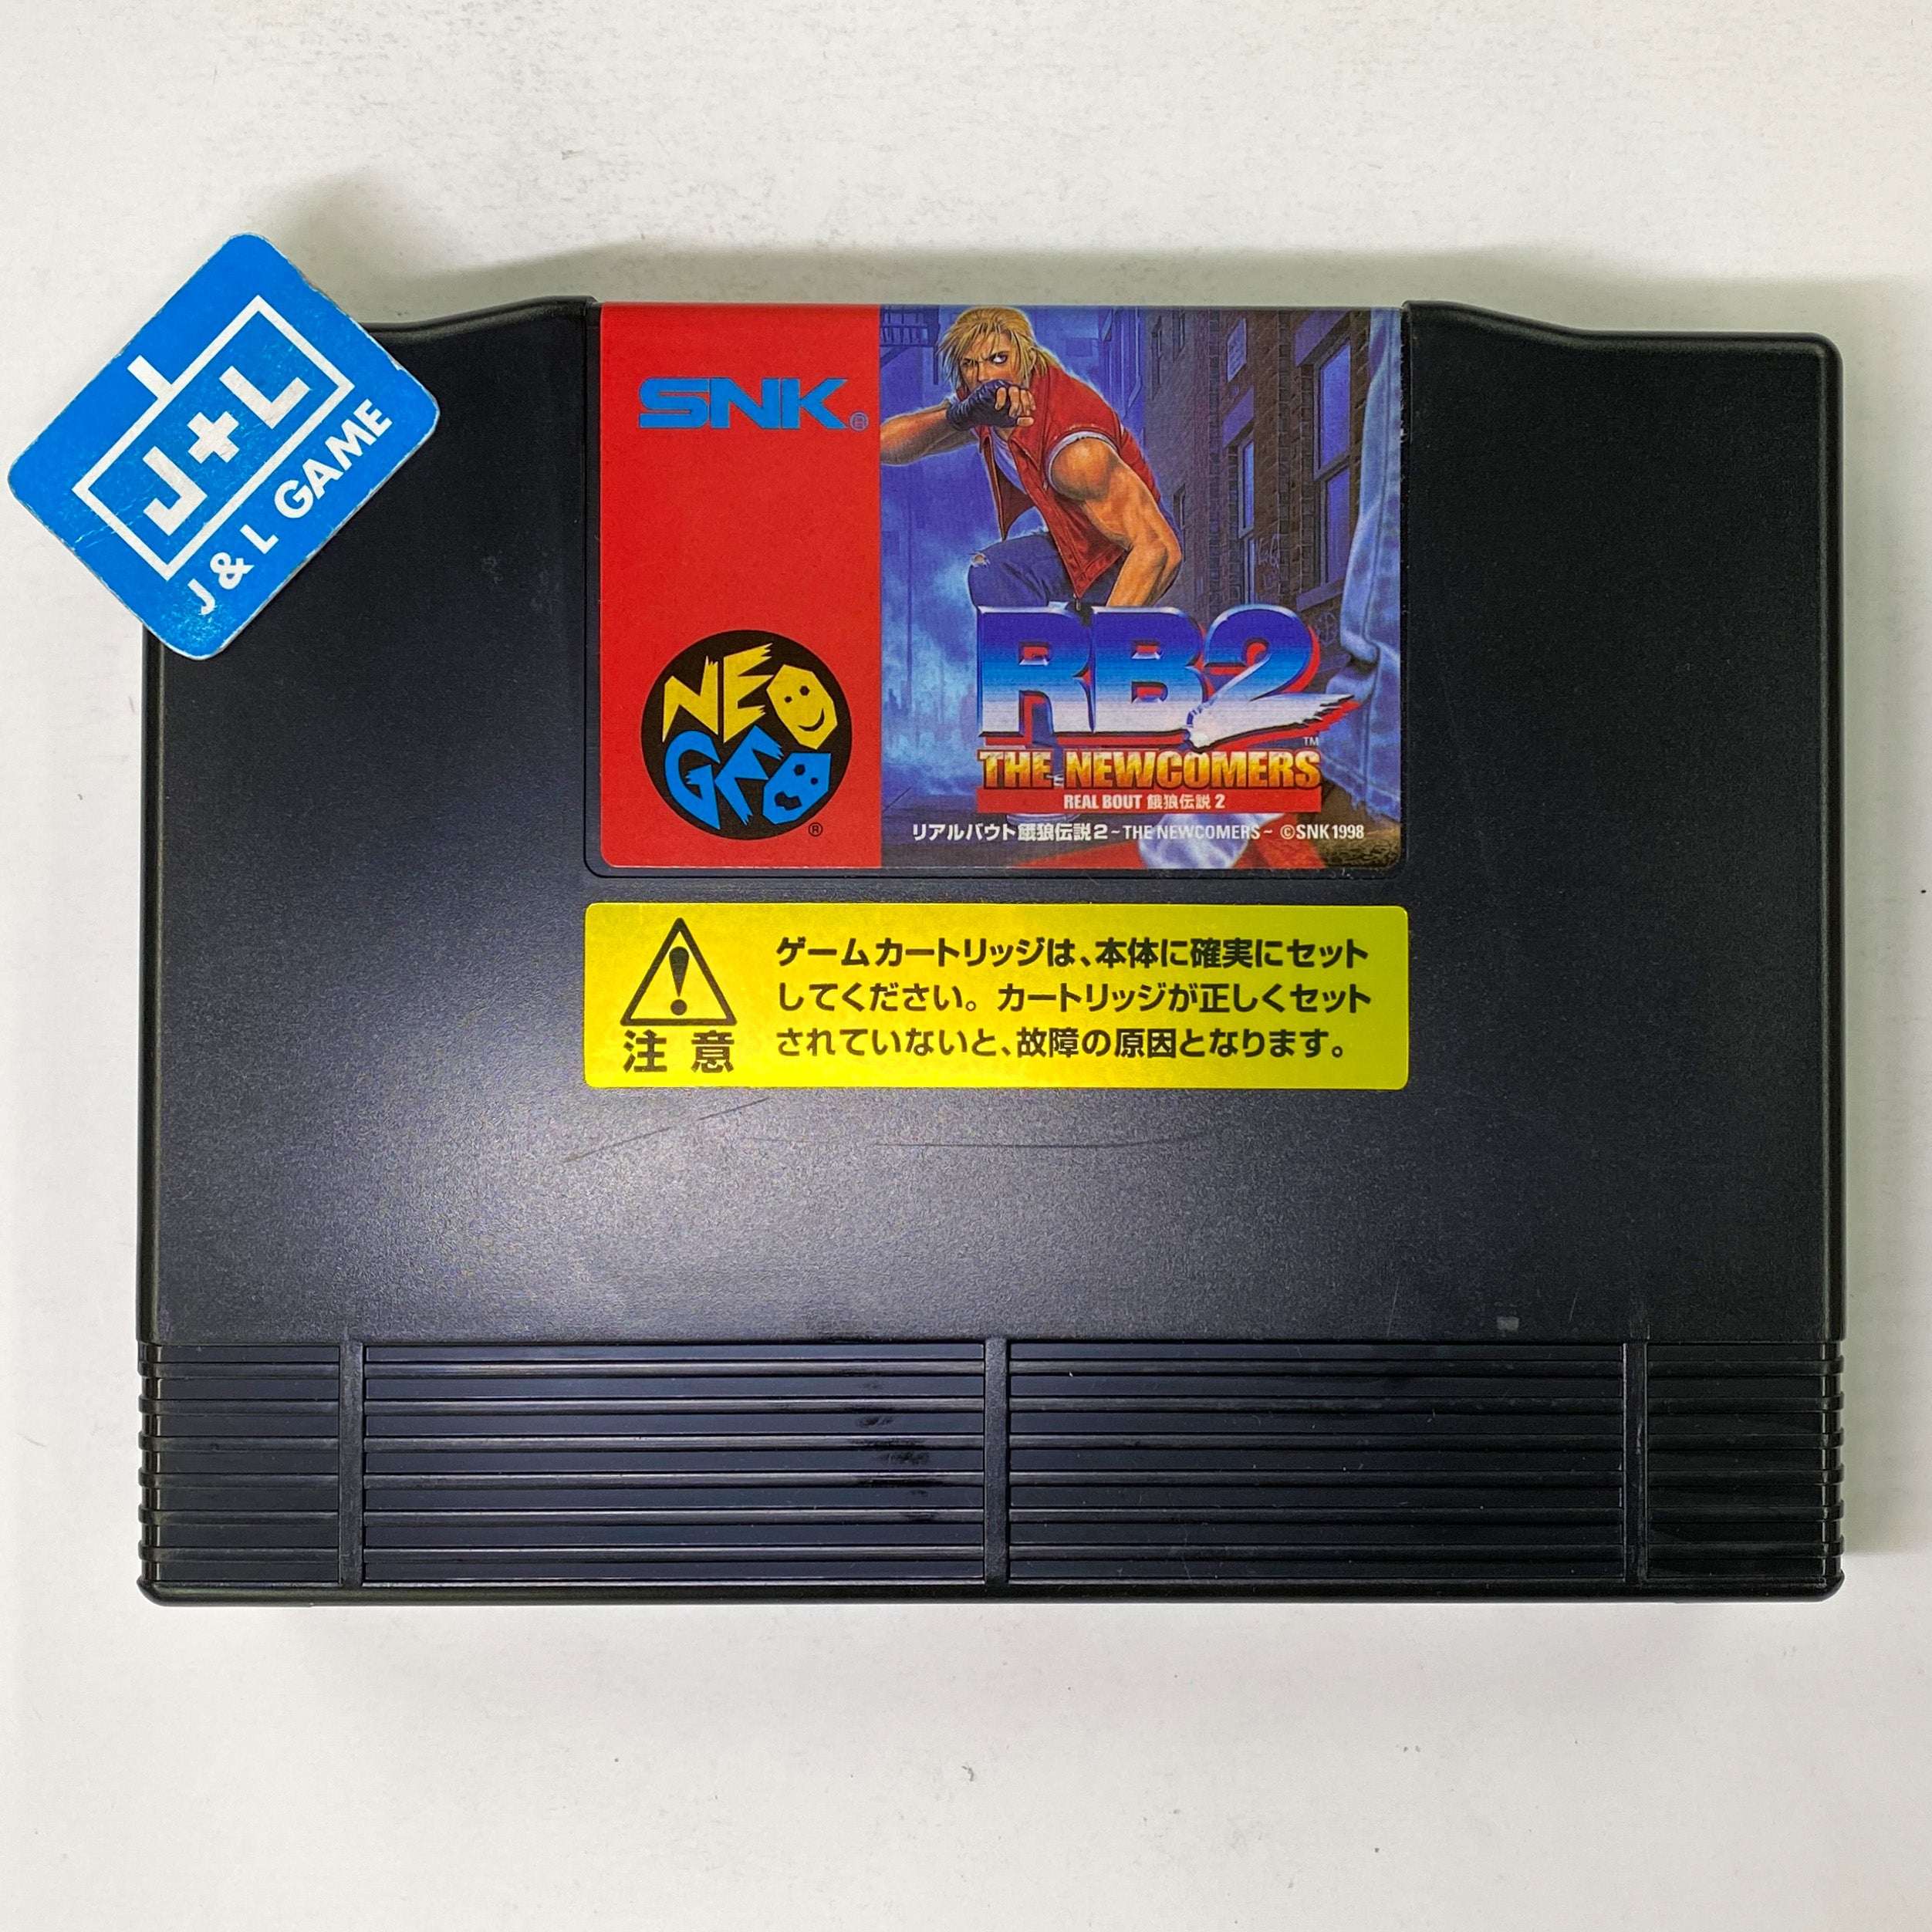 J+L
J & L GAME
SNK®
NEO
GEO
®
RB2
TM
THE NEWCOMERS
REAL BOUT 餓狼伝説 2
リアルバウト餓狼伝説2~THE NEWCOMERS~ ©SNK 1998
注意
ゲームカートリッジは、本体に確実にセット
してください。カートリッジが正しくセット
されていないと、故障の原因となります。